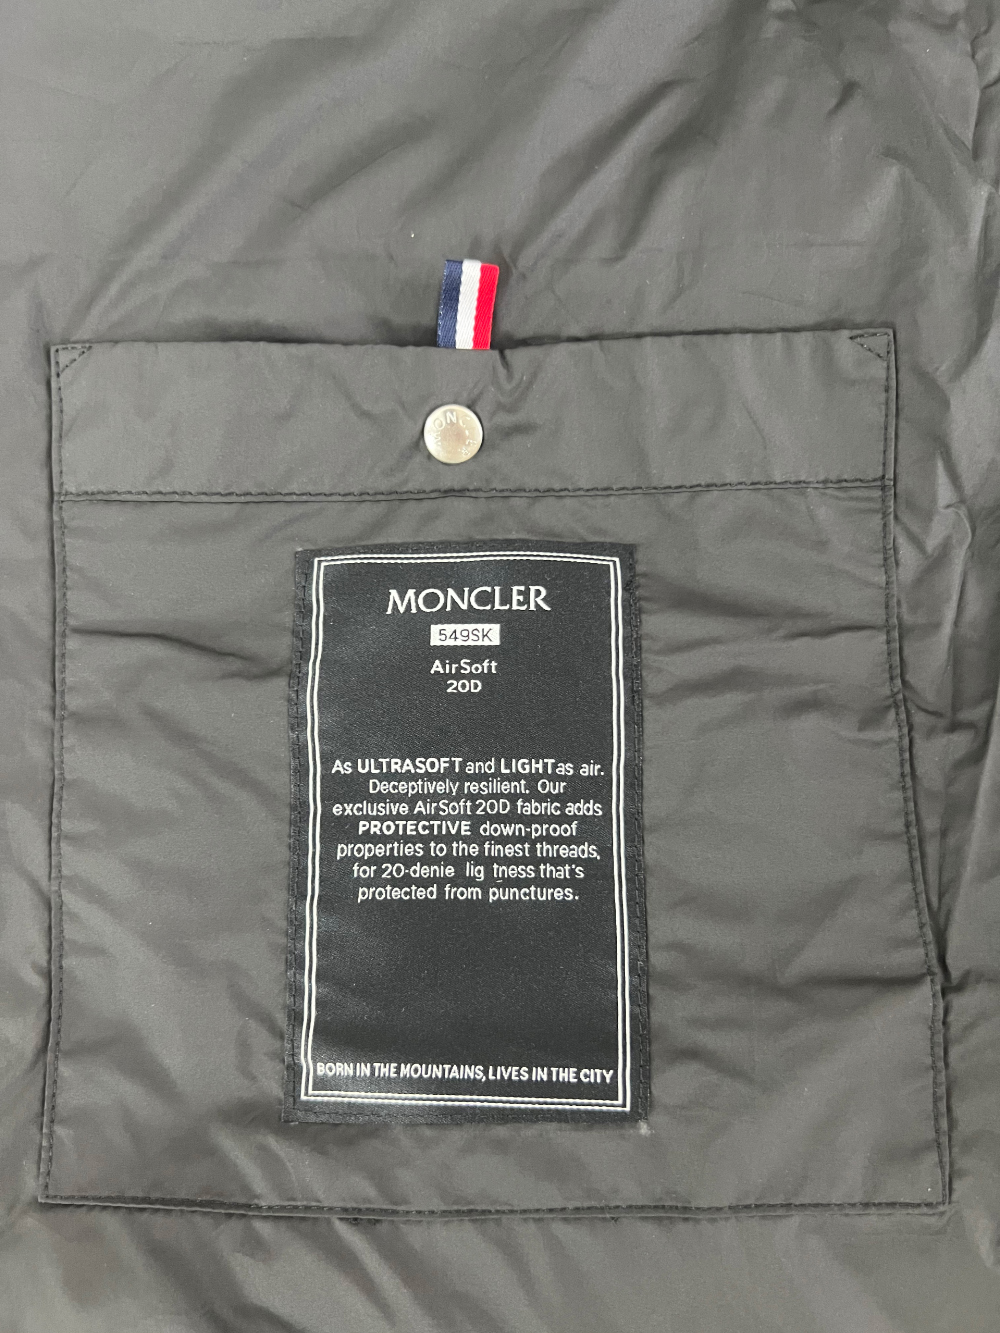 MONCLER
MONCLER
549SK
AirSoft
20D
As ULTRASOFT and LIGHT as air.
Deceptively resilient. Our
exclusive AirSoft 20D fabric adds
PROTECTIVE down-proof
properties to the finest threads,
for 20-denie lig tness that's
protected from punctures.
BORN IN THE MOUNTAINS, LIVES IN THE CITY